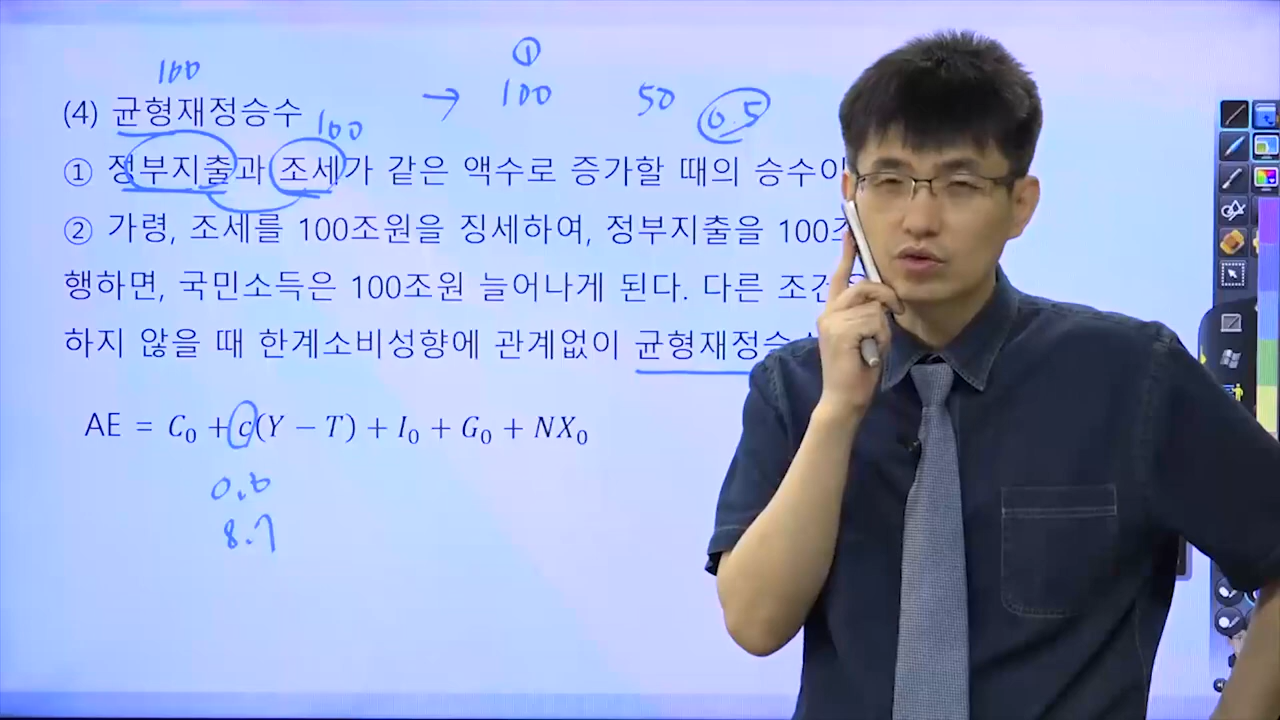 100
① 
→ 100 50 0.5
(4) 균형재정승수
100
① 정부지출과 조세가 같은 액수로 증가할 때의 승수이
② 가령, 조세를 100조원을 징세하여, 정부지출을 100조
행하면, 국민소득은 100조원 늘어나게 된다. 다른 조건
하지 않을 때 한계소비성향에 관계없이 균형재정승
AE = C₀ + c(Y − T) + I₀ + G₀ + NX₀